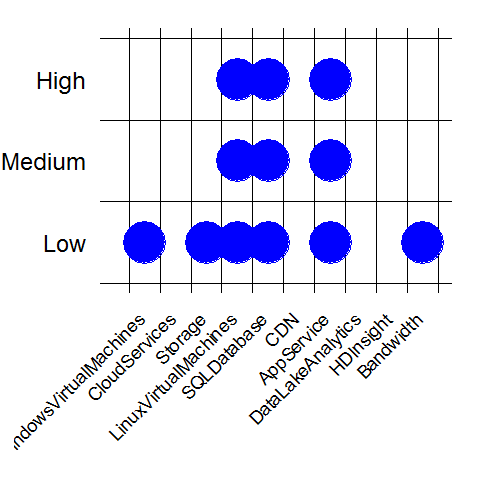 High
Medium
Low
ndowsVirtualMachines
CloudServices
Storage
LinuxVirtualMachines
SQLDatabase
CDN
AppService
DataLakeAnalytics
HDInsight
Bandwidth